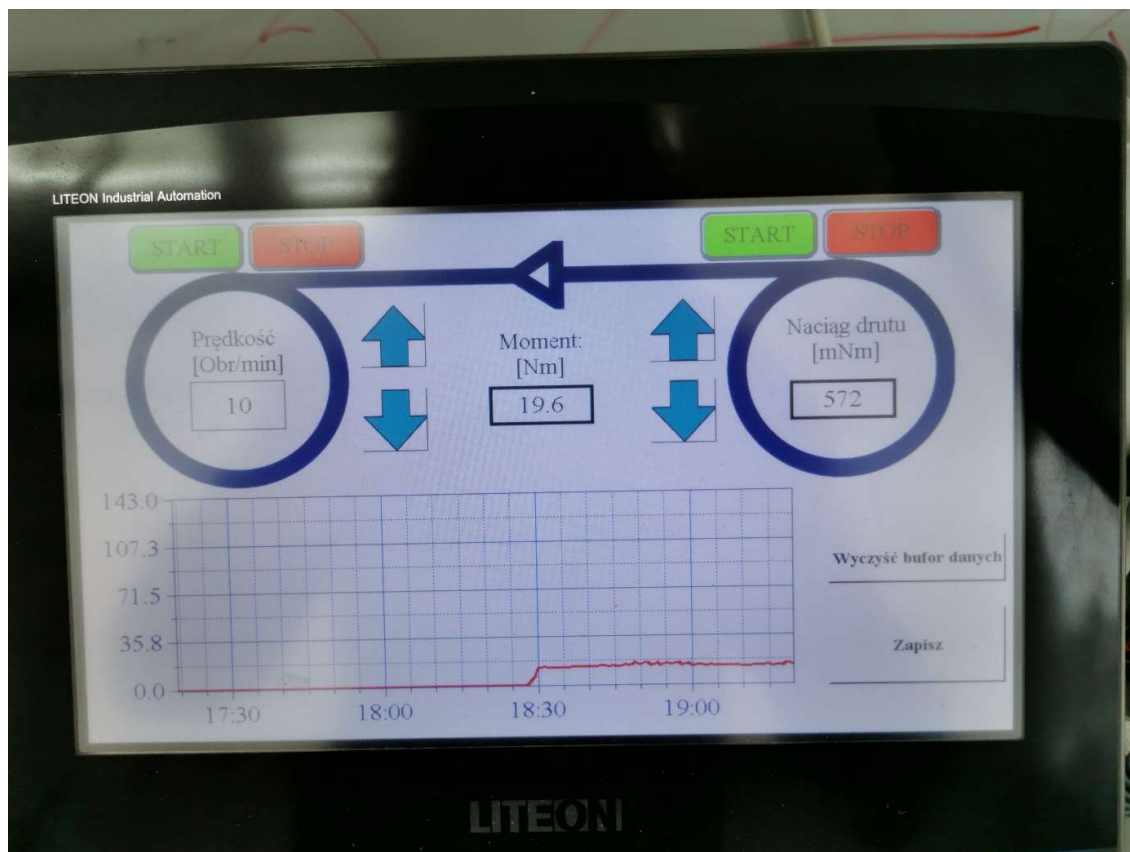 LITEON Industrial Automation
START STOP START STOP
Prędkość
[Obr/min]
10
Moment:
[Nm]
19.6
Naciąg drutu
[mNm]
572
143.0
107.3
71.5
35.8
0.0
17:30 18:00 18:30 19:00
Wyczyść bufor danych
Zapisz
LITEON